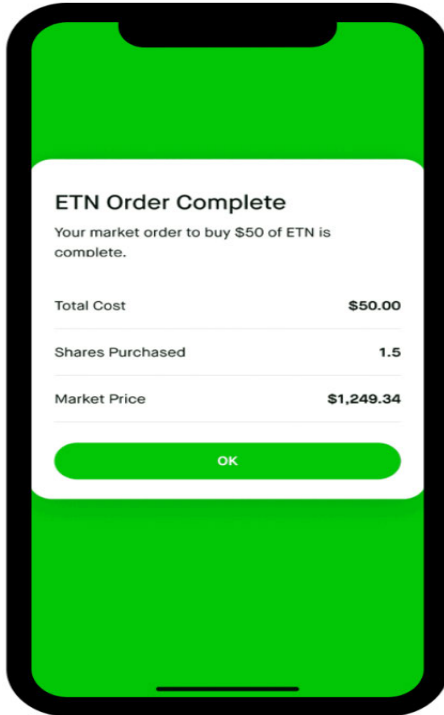 ETN Order Complete
Your market order to buy $50 of ETN is
complete.
Total Cost $50.00
Shares Purchased 1.5
Market Price $1,249.34
OK